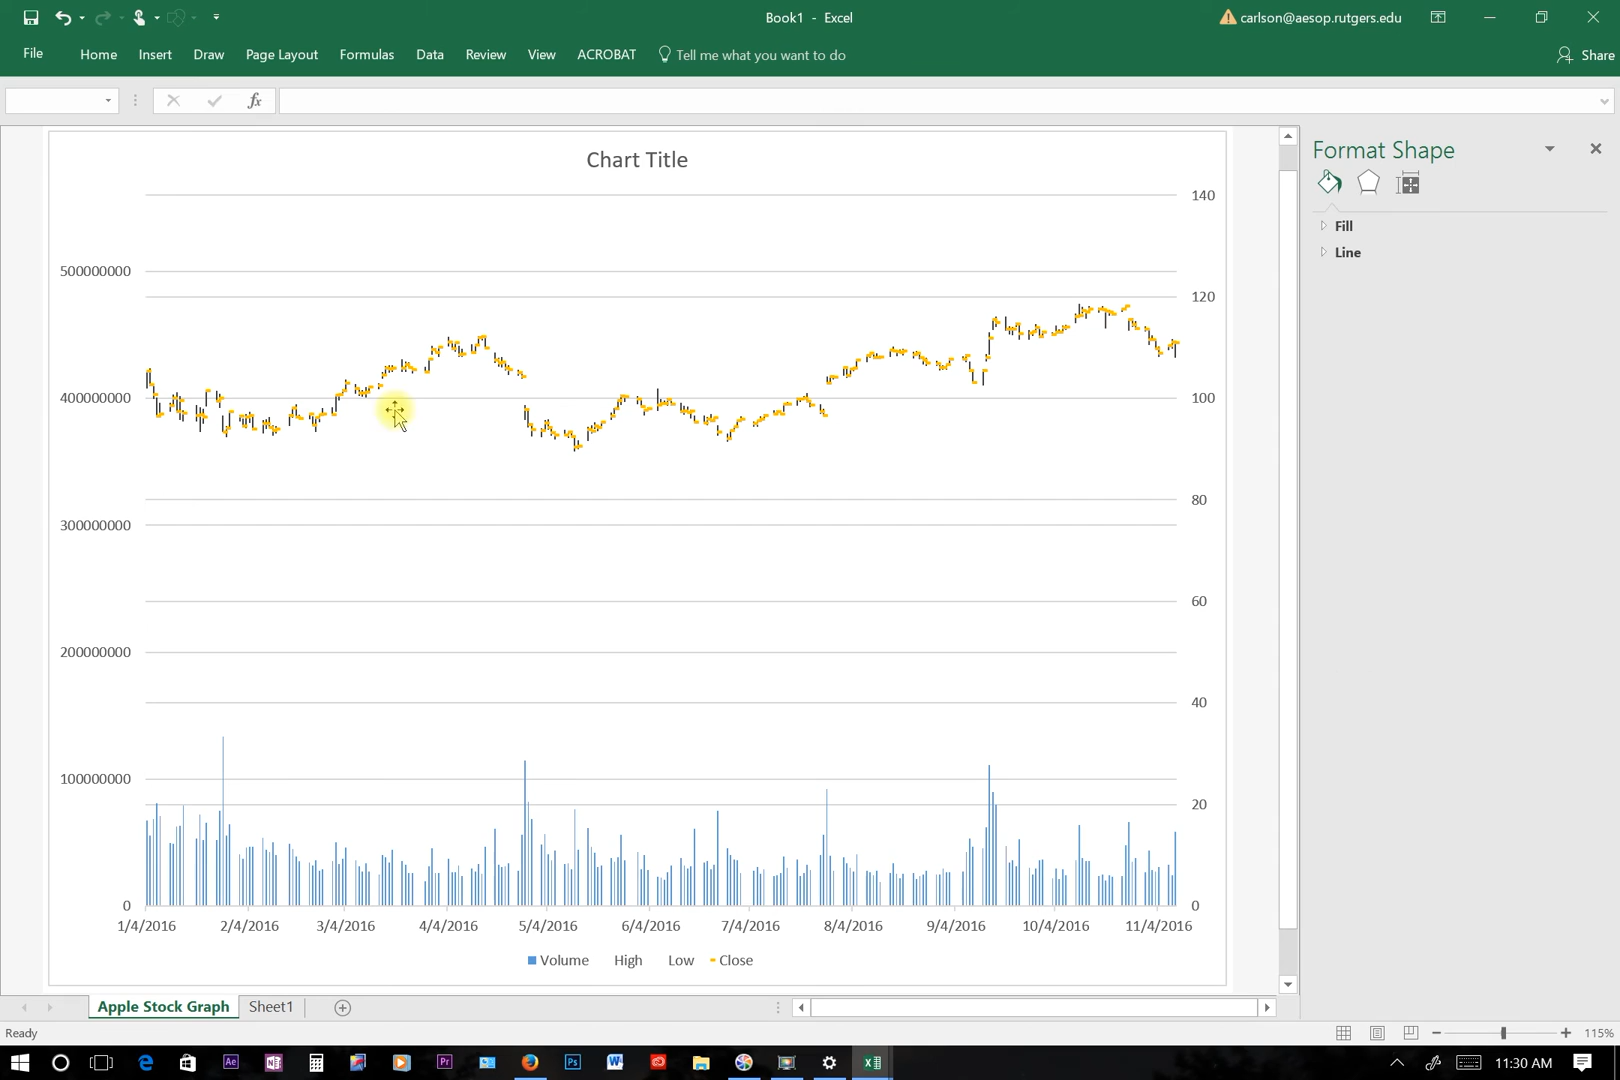 Book1 - Excel
carlson@aesop.rutgers.edu
File Home Insert Draw Page Layout Formulas Data Review View ACROBAT Tell me what you want to do Share
fx
Format Shape
Fill
Line
Chart Title
140
500000000
120
400000000 100
80
300000000
60
200000000
40
100000000
20
0 0
1/4/2016 2/4/2016 3/4/2016 4/4/2016 5/4/2016 6/4/2016 7/4/2016 8/4/2016 9/4/2016 10/4/2016 11/4/2016
Volume High Low Close
Apple Stock Graph Sheet1
Ready 115%
11:30 AM